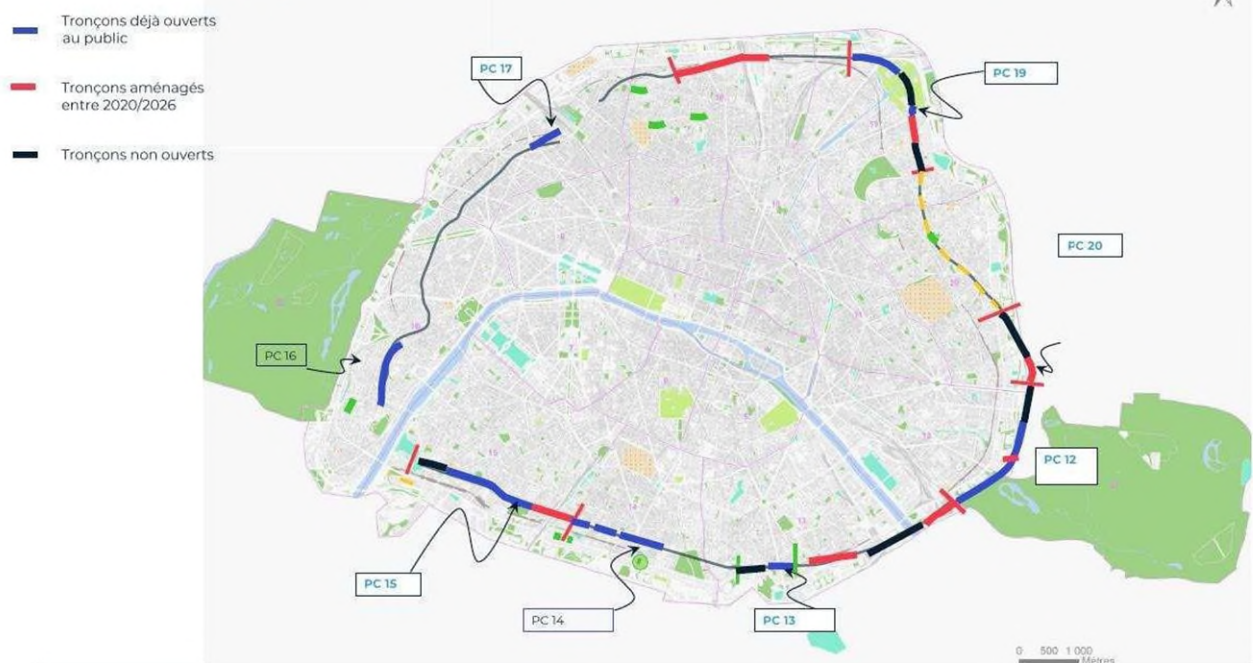 Tronçons déjà ouverts
au public
Tronçons aménagés
entre 2020/2026
Tronçons non ouverts
PC 17
PC 19
PC 20
PC 16
PC 12
PC 15
PC 14
PC 13
0 500 1 000
Mètres